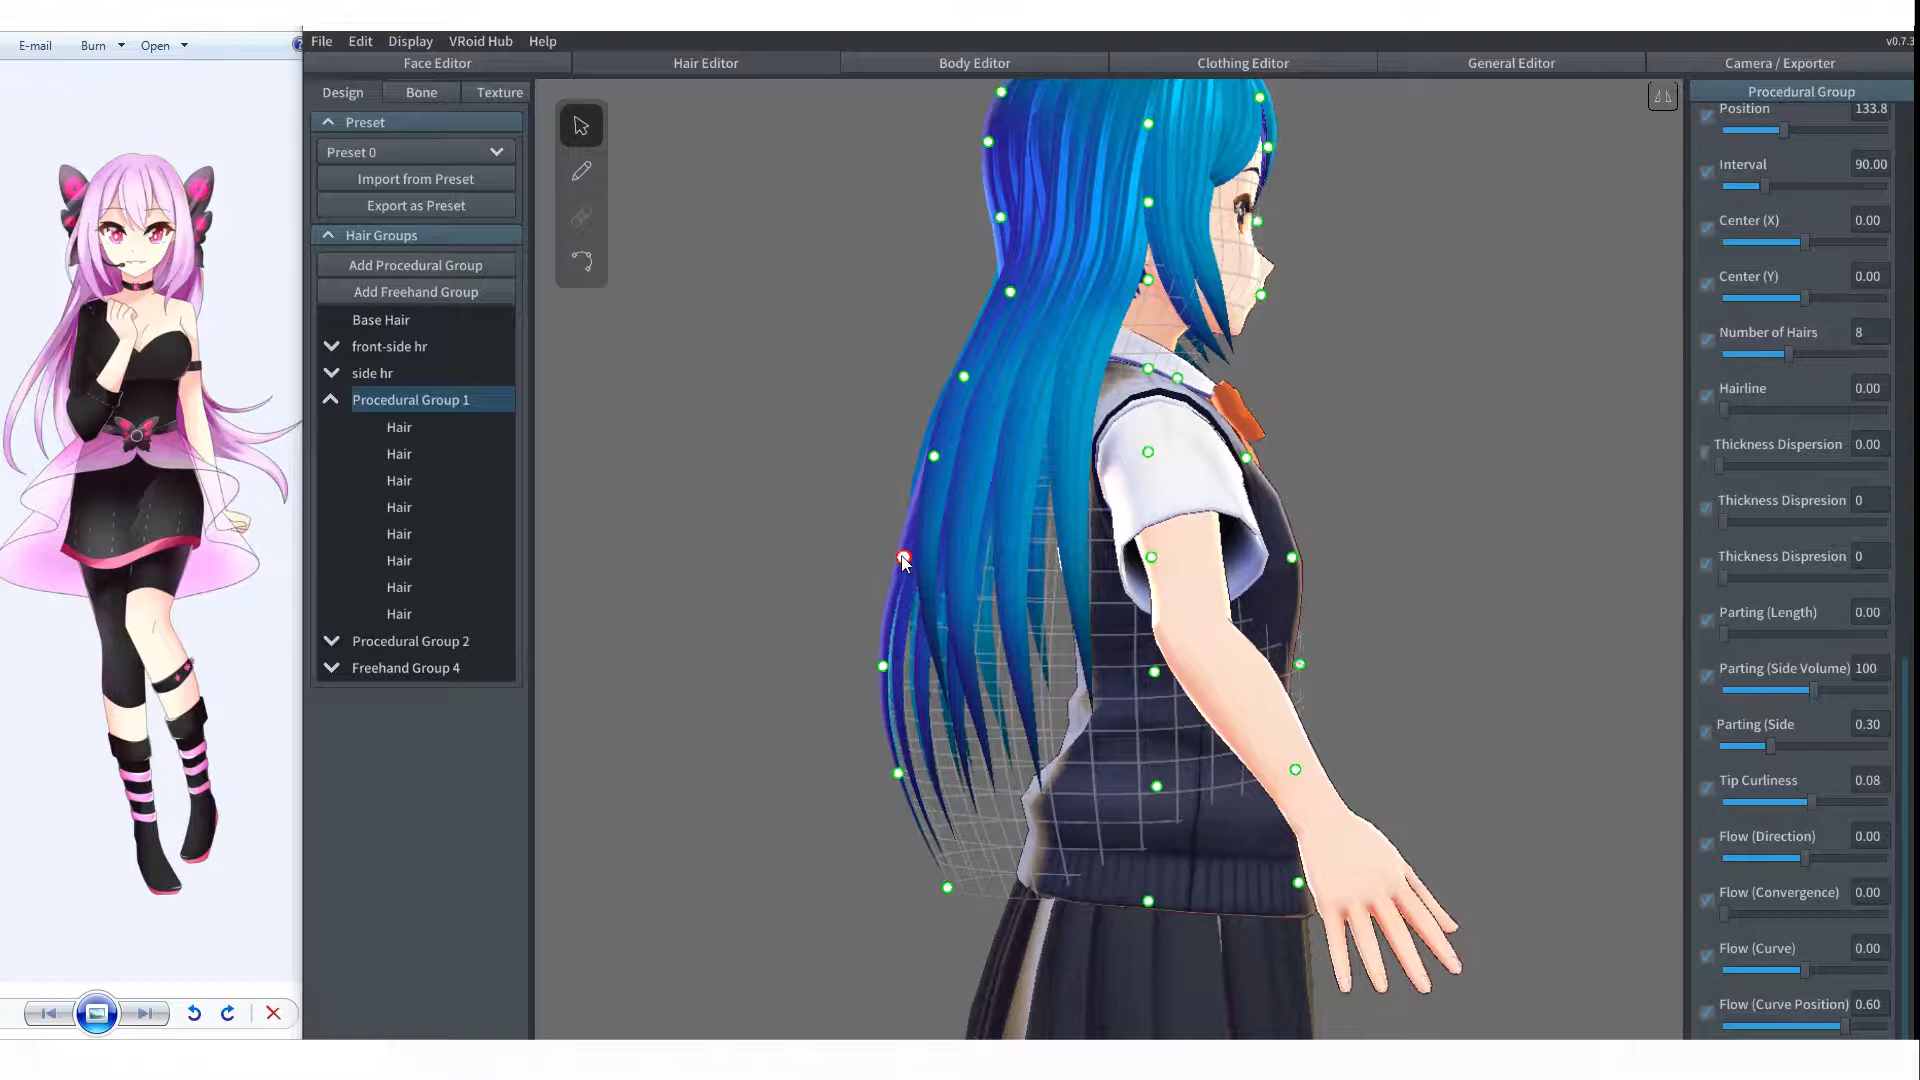 E-mail Burn Open
File Edit Display VRoid Hub Help
v0.7.3
Face Editor Hair Editor Body Editor Clothing Editor General Editor Camera / Exporter
Design Bone Texture
Preset
Preset 0
Import from Preset
Export as Preset
Hair Groups
Add Procedural Group
Add Freehand Group
Base Hair
front-side hr
side hr
Procedural Group 1
Hair
Hair
Hair
Hair
Hair
Hair
Hair
Hair
Procedural Group 2
Freehand Group 4
Procedural Group
Position 133.8
Interval 90.00
Center (X) 0.00
Center (Y) 0.00
Number of Hairs 8
Hairline 0.00
Thickness Dispersion 0.00
Thickness Dispresion 0
Thickness Dispresion 0
Parting (Length) 0.00
Parting (Side Volume) 100
Parting (Side 0.30
Tip Curliness 0.08
Flow (Direction) 0.00
Flow (Convergence) 0.00
Flow (Curve) 0.00
Flow (Curve Position) 0.60